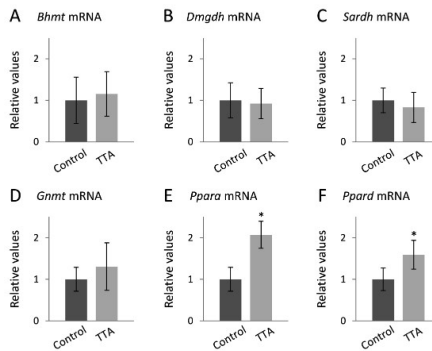 A Bhmt mRNA
Relative values
2
1
0
Control TTA
B Dmgdh mRNA
Relative values
2
1
0
Control TTA
C Sardh mRNA
Relative values
2
1
0
Control TTA
D Gnmt mRNA
Relative values
2
1
0
Control TTA
E Ppara mRNA
Relative values
2
1
0
*
Control TTA
F Ppard mRNA
Relative values
2
1
0
*
Control TTA